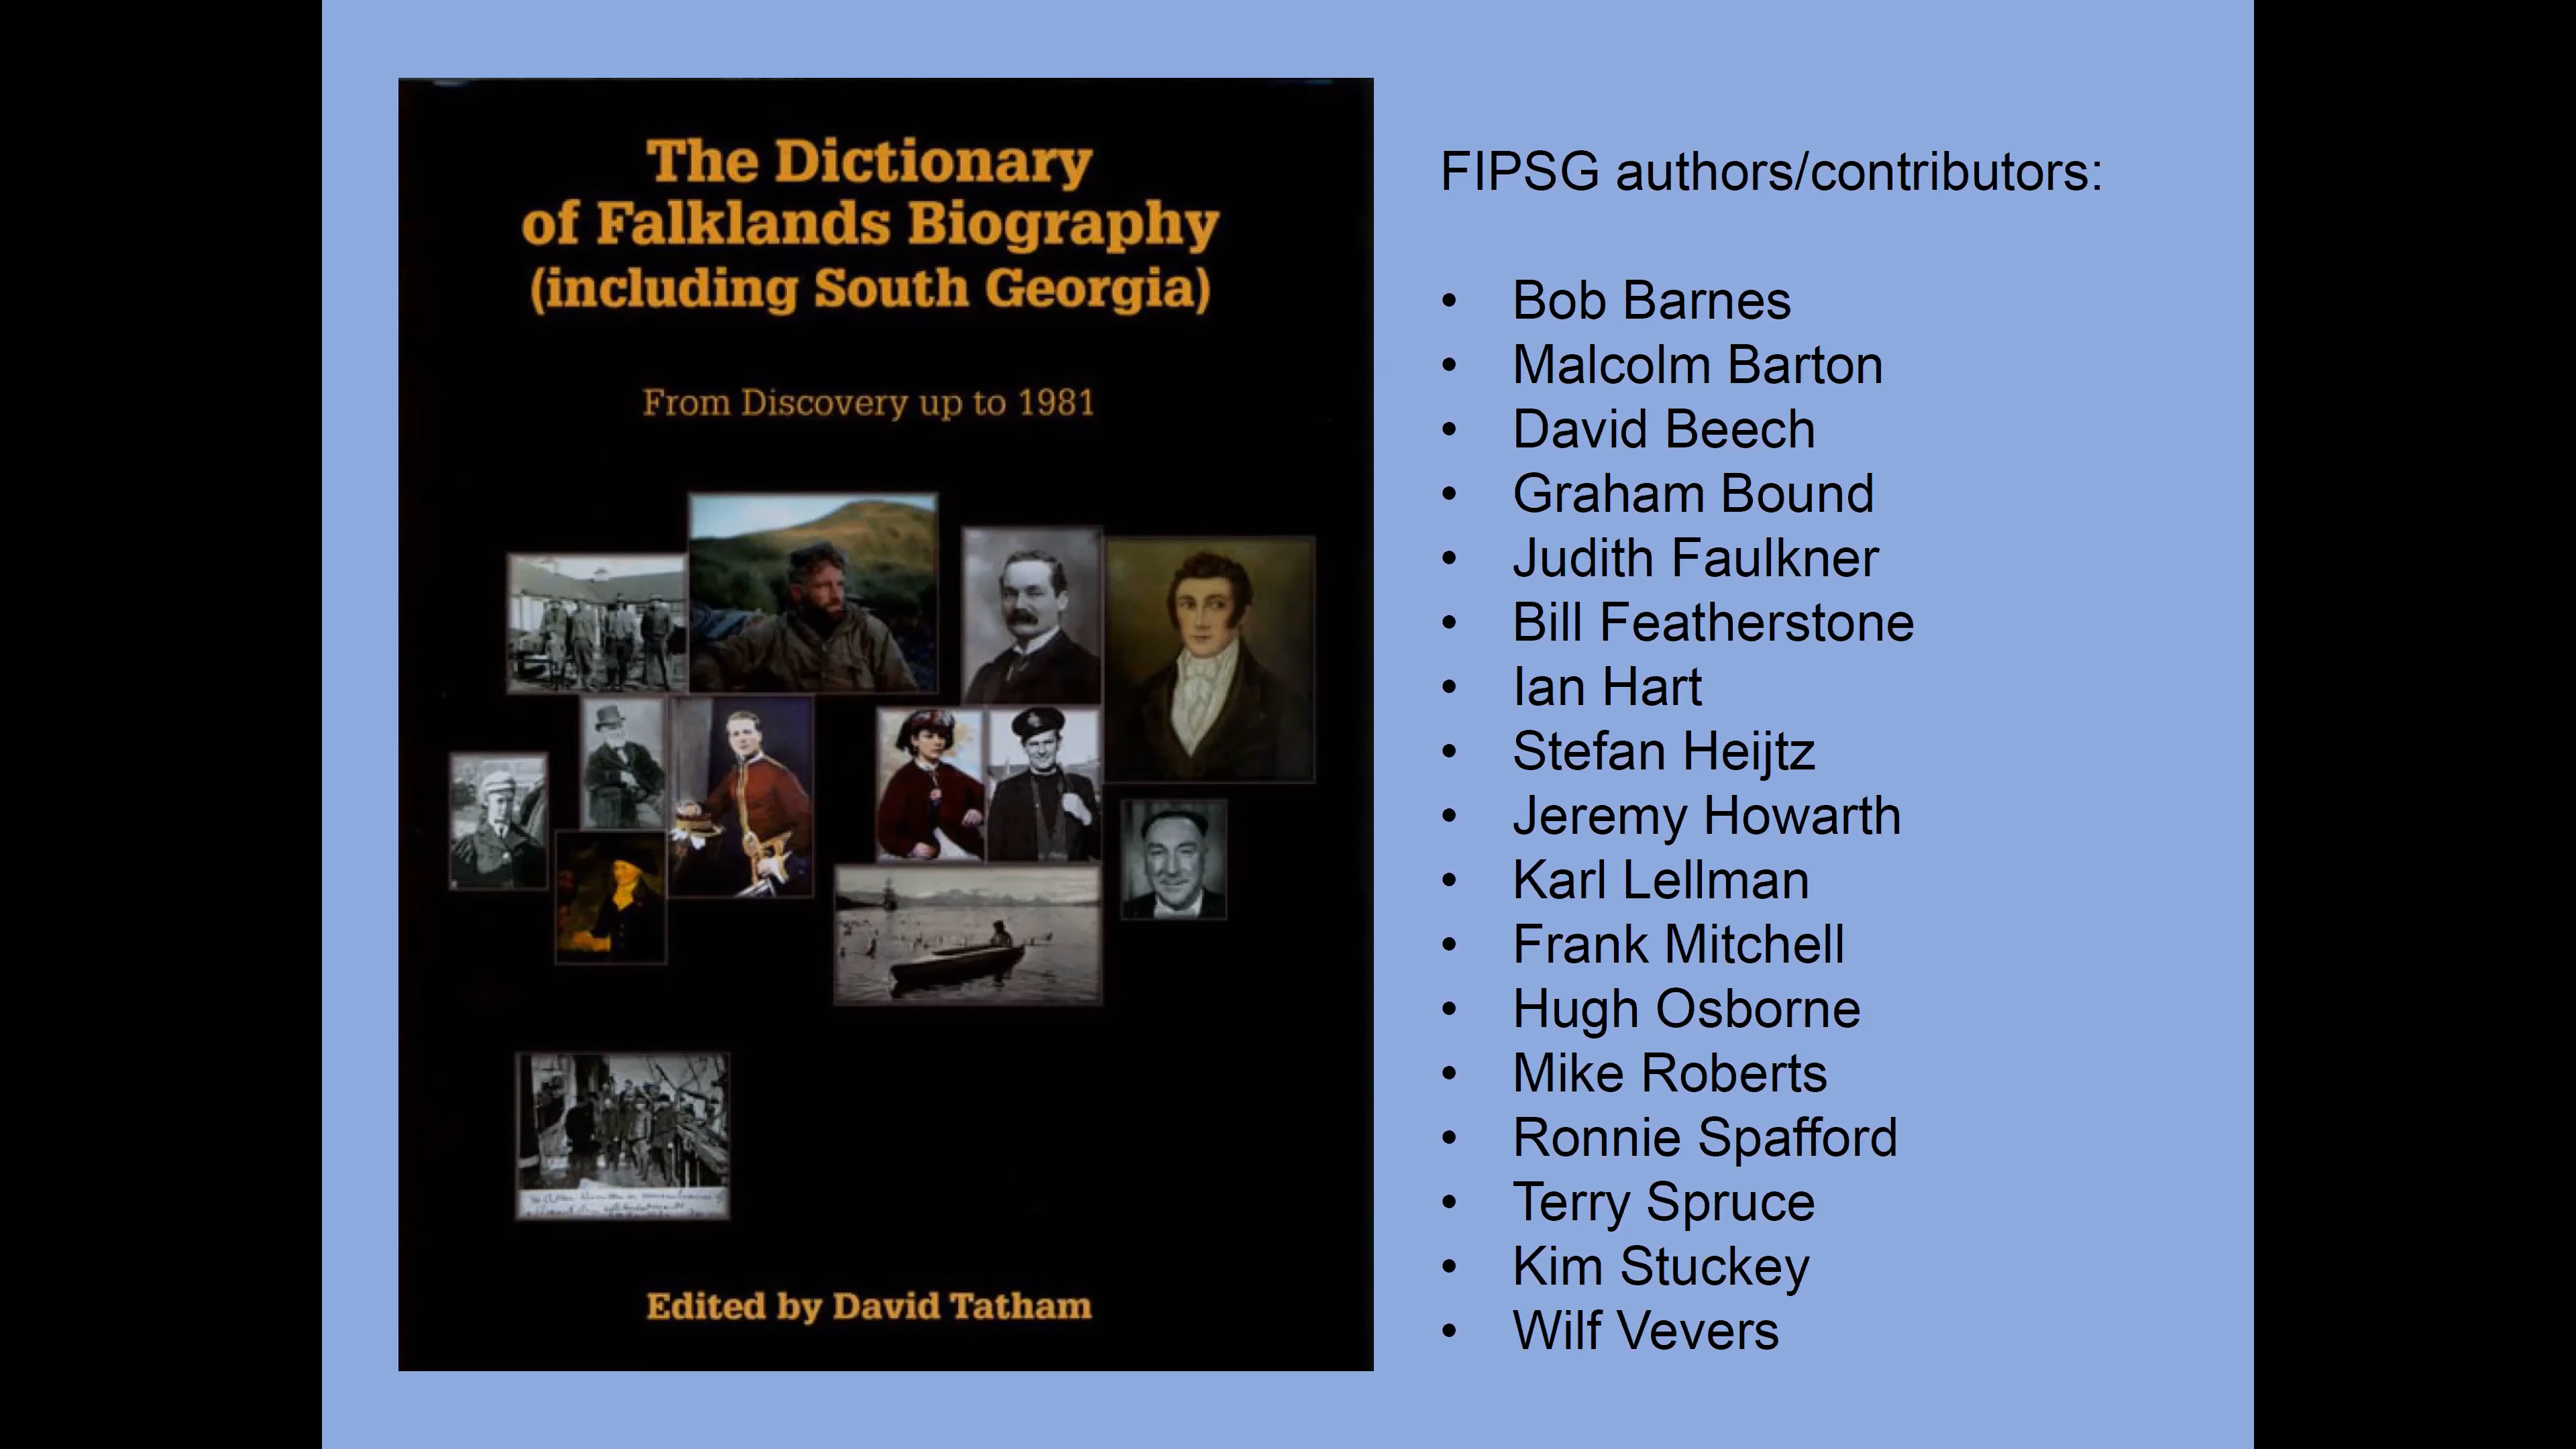 The Dictionary
of Falklands Biography
(including South Georgia)
From Discovery up to 1981
Edited by David Tatham
FIPSG authors/contributors:
• Bob Barnes
• Malcolm Barton
• David Beech
• Graham Bound
• Judith Faulkner
• Bill Featherstone
• Ian Hart
• Stefan Heijtz
• Jeremy Howarth
• Karl Lellman
• Frank Mitchell
• Hugh Osborne
• Mike Roberts
• Ronnie Spafford
• Terry Spruce
• Kim Stuckey
• Wilf Vevers